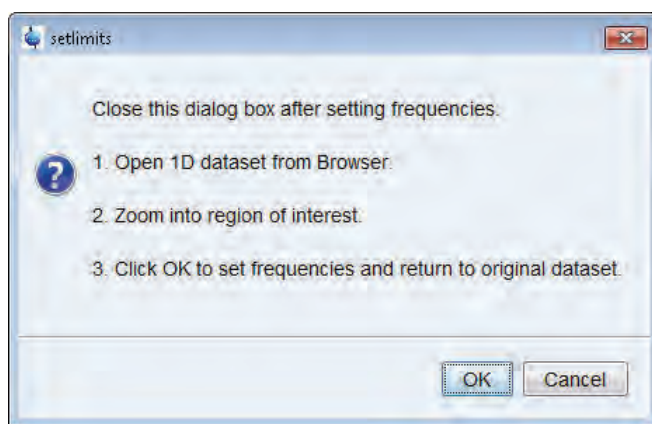 setlimits
Close this dialog box after setting frequencies.
1. Open 1D dataset from Browser.
2. Zoom into region of interest.
3. Click OK to set frequencies and return to original dataset.
OK Cancel